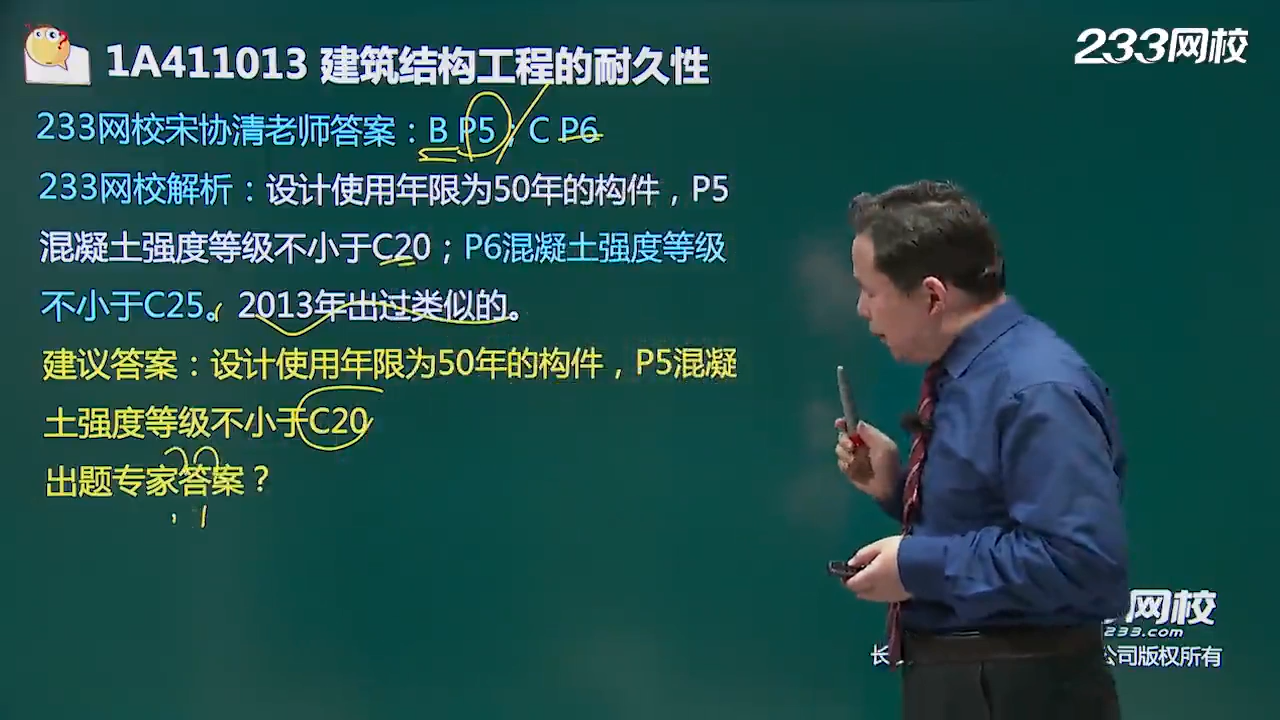 1A411013 建筑结构工程的耐久性
233网校
233网校宋协清老师答案：B P5；C P6
233网校解析：设计使用年限为50年的构件，P5
混凝土强度等级不小于C20；P6混凝土强度等级
不小于C25。2013年出过类似的。
建议答案：设计使用年限为50年的构件，P5混凝
土强度等级不小于C20
出题专家答案？
网校
233.com
长
公司版权所有